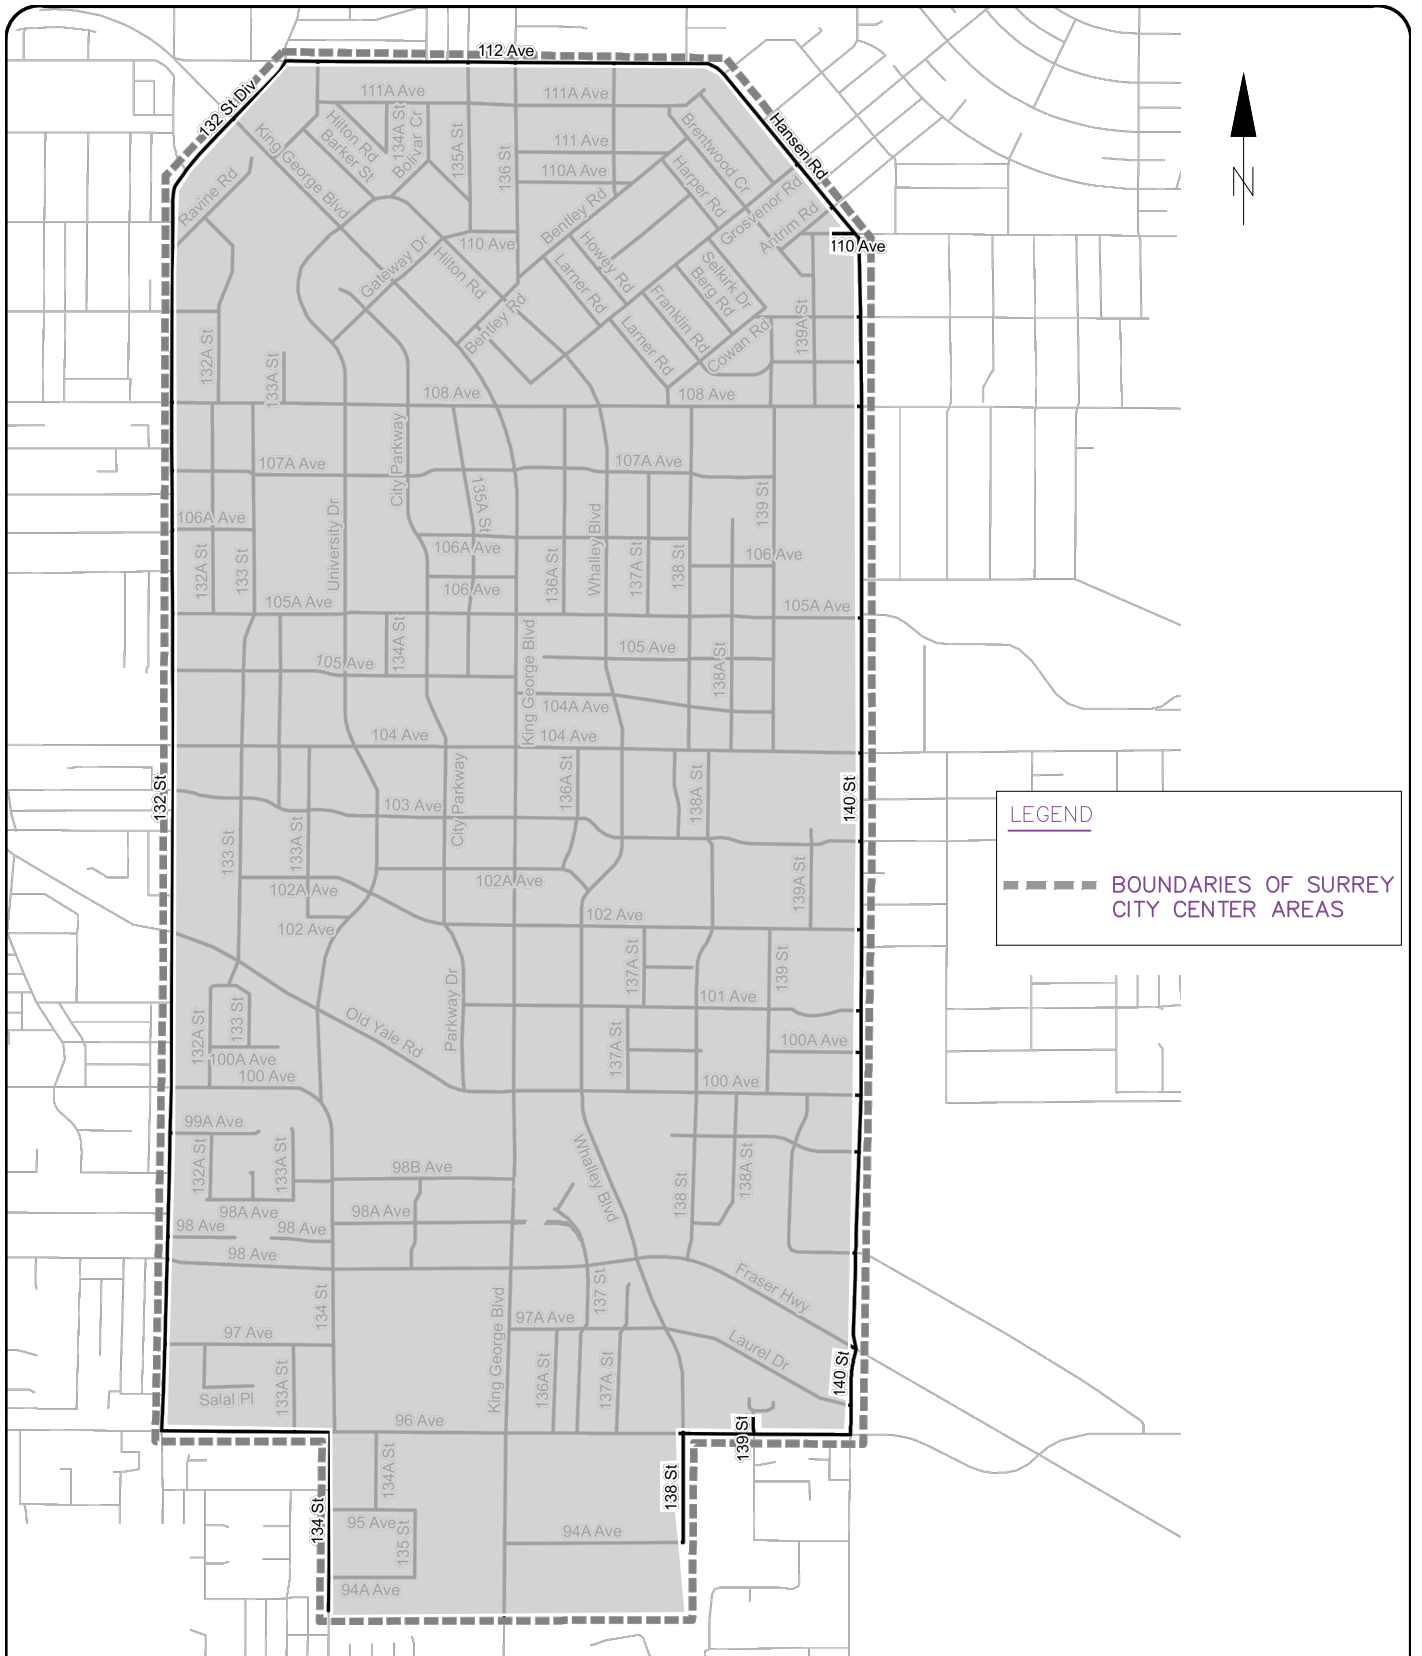 112 Ave
132 St Div
111A Ave
111A Ave
Hansen Rd
King George Blvd
Hilton Rd
Barker St
134A St
Bolivar Cr
135A St
136 St
111 Ave
Brentwood Cr
110A Ave
Harper Rd
Ravine Rd
Grosvenor Rd
Antrim Rd
Bentley Rd
110 Ave
110 Ave
Gateway Dr
Hilton Rd
Howey Rd
Larner Rd
Selkirk Dr
Berg Rd
Franklin Rd
Bentley Rd
Larner Rd
Cowan Rd
139A St
132A St
133A St
108 Ave
108 Ave
City Parkway
107A Ave
107A Ave
135A St
139 St
106A Ave
University Dr
Whalley Blvd
132A St
133 St
106A Ave
136A St
137A St
138 St
106 Ave
106 Ave
105A Ave
105A Ave
134A St
King George Blvd
105 Ave
105 Ave
138A St
104A Ave
104 Ave
104 Ave
132 St
140 St
City Parkway
136A St
138A St
103 Ave
133 St
133A St
LEGEND
BOUNDARIES OF SURREY
CITY CENTER AREAS
102A Ave
102A Ave
139A St
102 Ave
102 Ave
137A St
139 St
Parkway Dr
101 Ave
132A St
133 St
Old Yale Rd
137A St
100A Ave
100A Ave
100 Ave
100 Ave
99A Ave
132A St
133A St
98B Ave
Whalley Blvd
138 St
138A St
98A Ave
98A Ave
98 Ave
98 Ave
98 Ave
Fraser Hwy
134 St
King George Blvd
137 St
97A Ave
97 Ave
Laurel Dr
140 St
Salal Pl
133A St
136A St
137A St
96 Ave
139 St
134A St
138 St
134 St
95 Ave
135 St
94A Ave
94A Ave
N